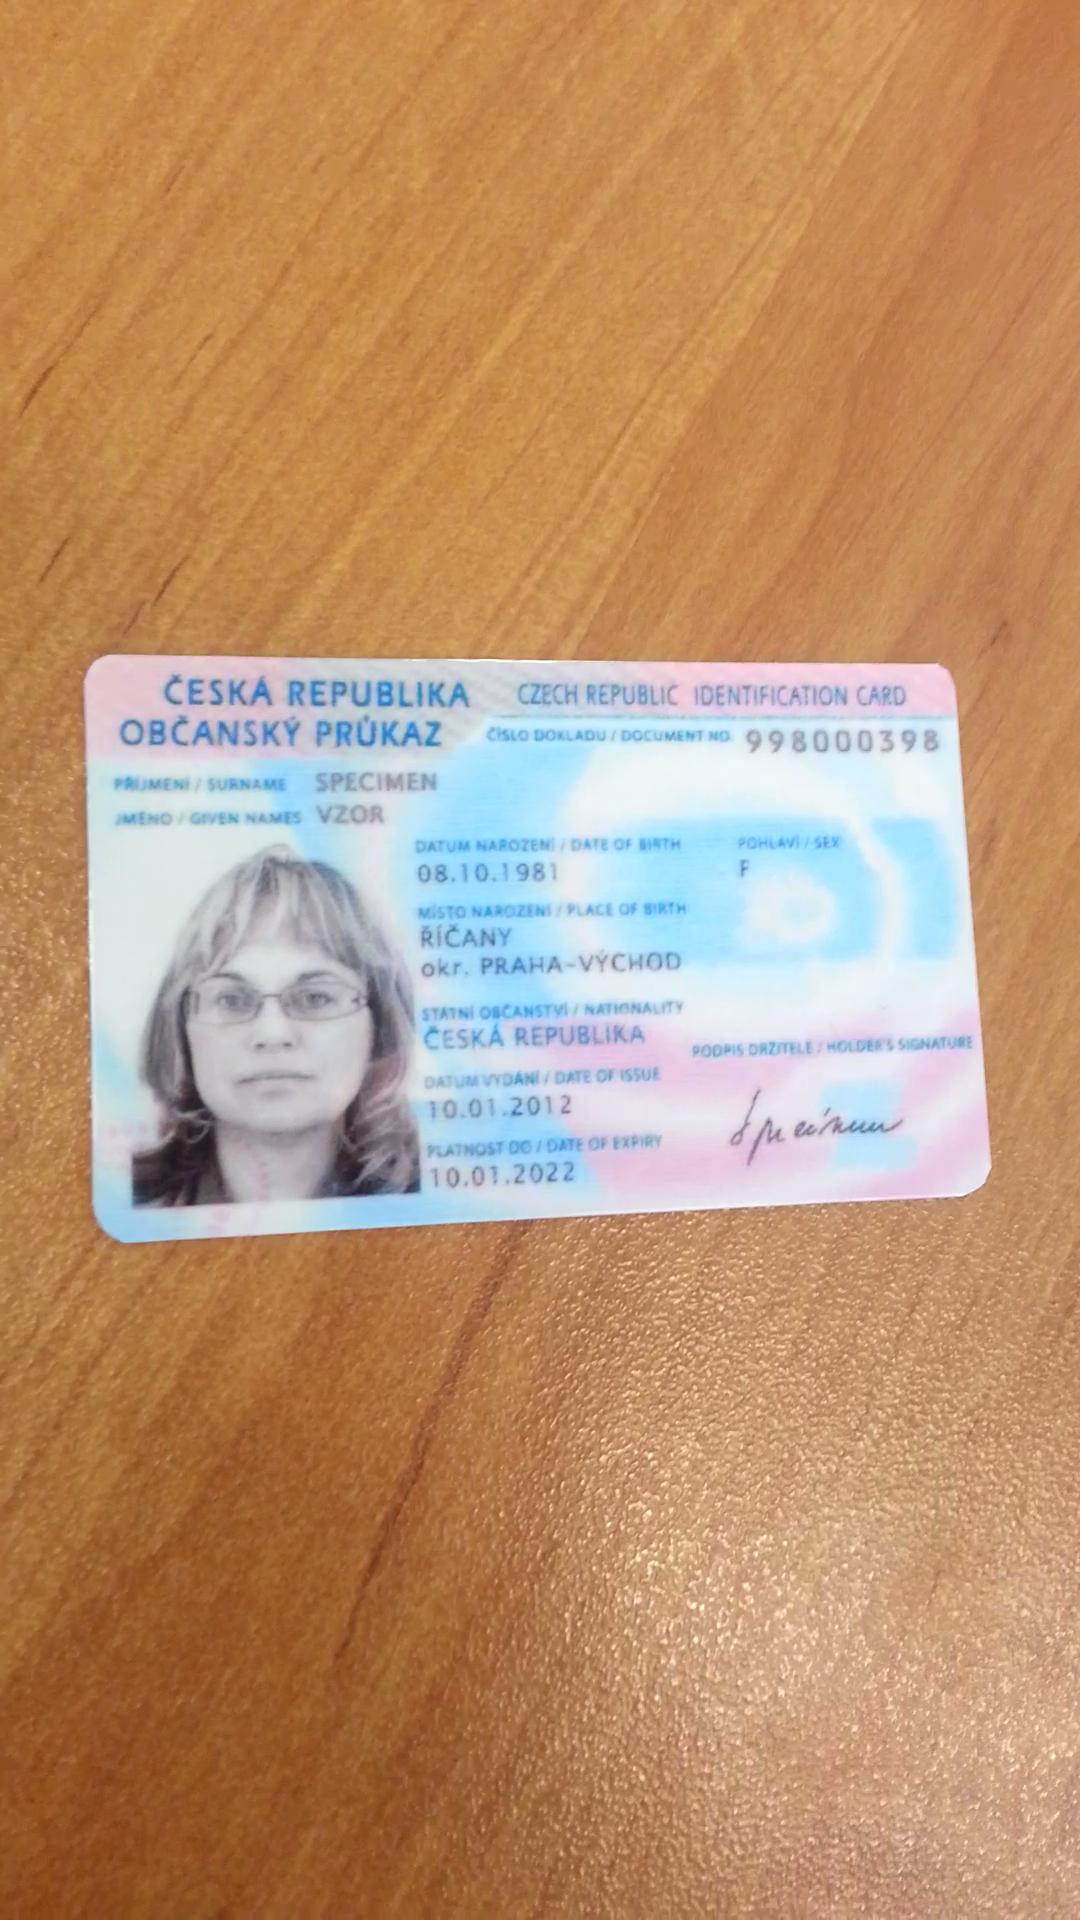 ČESKÁ REPUBLIKA CZECH REPUBLIC IDENTIFICATION CARD
OBČANSKÝ PRŮKAZ ČÍSLO DOKLADU / DOCUMENT NO. 998000398
PŘÍJMENÍ / SURNAME SPECIMEN
JMÉNO / GIVEN NAMES VZOR
DATUM NAROZENÍ / DATE OF BIRTH POHLAVÍ / SEX
08.10.1981 F
MÍSTO NAROZENÍ / PLACE OF BIRTH
ŘÍČANY
okr. PRAHA-VÝCHOD
STÁTNÍ OBČANSTVÍ / NATIONALITY
ČESKÁ REPUBLIKA
PODPIS DRŽITELE / HOLDER'S SIGNATURE
DATUM VYDÁNÍ / DATE OF ISSUE
10.01.2012
Specimen
PLATNOST DO / DATE OF EXPIRY
10.01.2022